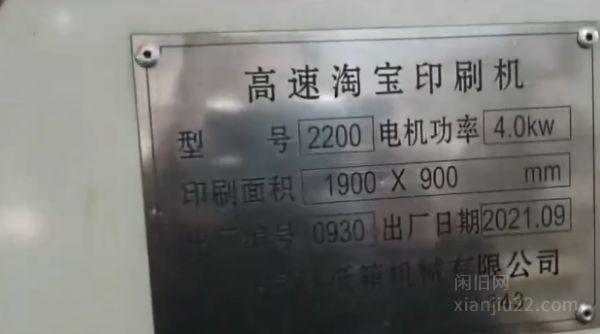 高速淘宝印刷机
型 号 2200 电机功率 4.0kw
印刷面积 1900 X 900 mm
号 0930 出厂日期 2021.09
纸箱机械有限公司
闲旧网
xianjiu22.com